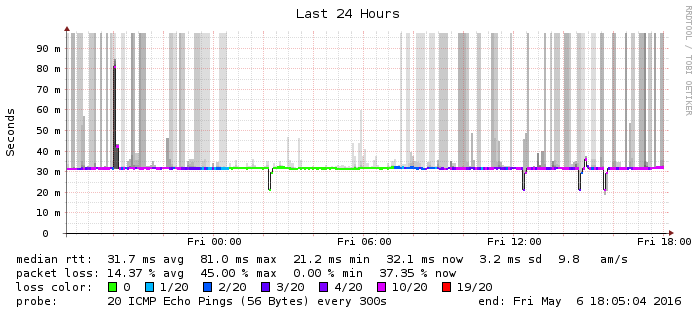 Last 24 Hours
RRDTOOL / TOBI OETIKER
Seconds
90 m
80 m
70 m
60 m
50 m
40 m
30 m
20 m
10 m
0
Fri 00:00 Fri 06:00 Fri 12:00 Fri 18:00
median rtt: 31.7 ms avg 81.0 ms max 21.2 ms min 32.1 ms now 3.2 ms sd 9.8 am/s
packet loss: 14.37 % avg 45.00 % max 0.00 % min 37.35 % now
loss color: 0 1/20 2/20 3/20 4/20 10/20 19/20
probe: 20 ICMP Echo Pings (56 Bytes) every 300s end: Fri May 6 18:05:04 2016